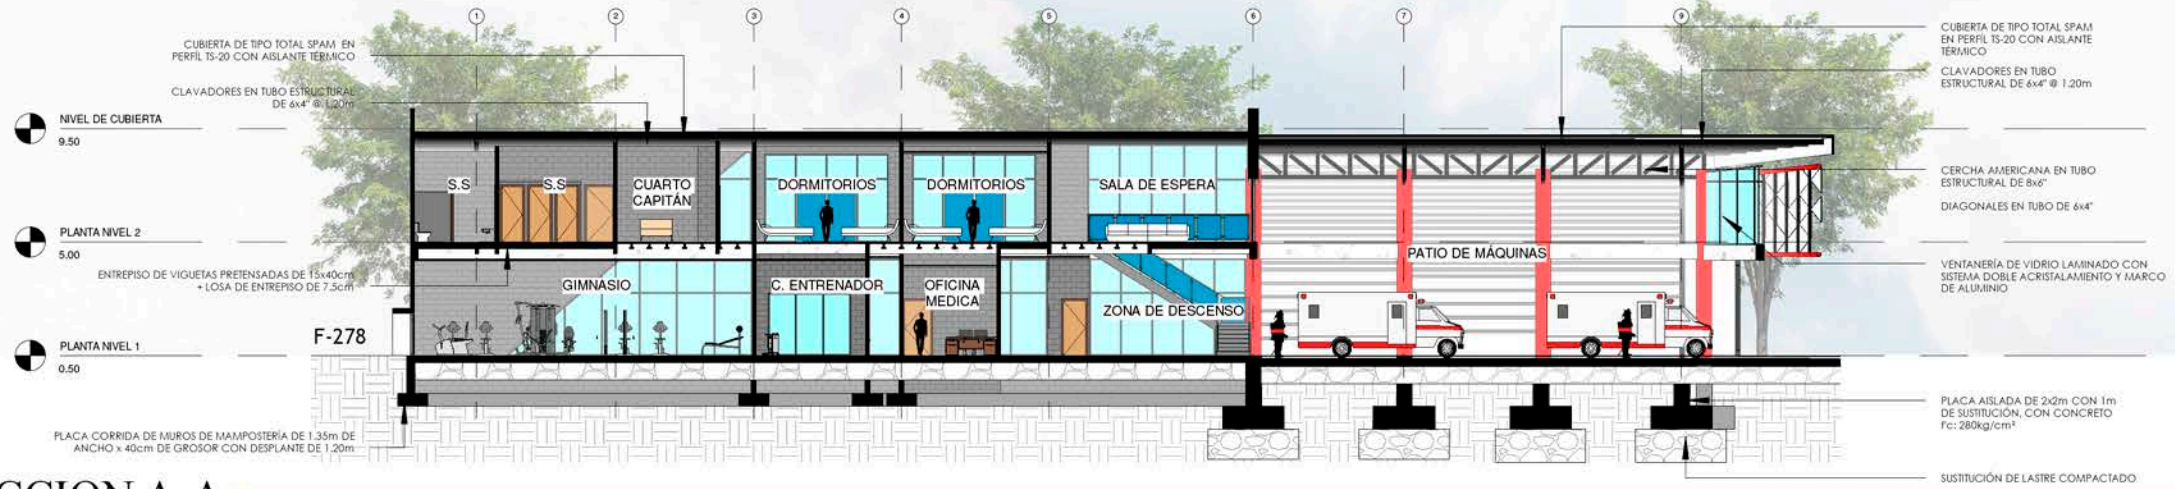 1
2
3
4
5
6
7
9
CUBIERTA DE TIPO TOTAL SPAM EN
PERFÍL TS-20 CON AISLANTE TÉRMICO
CLAVADORES EN TUBO ESTRUCTURAL
DE 6x4" @ 1.20m
NIVEL DE CUBIERTA
9.50
PLANTA NIVEL 2
5.00
ENTREPISO DE VIGUETAS PRETENSADAS DE 15x40cm
+ LOSA DE ENTREPISO DE 7.5cm
F-278
PLANTA NIVEL 1
0.50
PLACA CORRIDA DE MUROS DE MAMPOSTERÍA DE 1.35m DE
ANCHO x 40cm DE GROSOR CON DESPLANTE DE 1.20m
S.S
S.S
CUARTO
CAPITÁN
DORMITORIOS
DORMITORIOS
SALA DE ESPERA
GIMNASIO
C. ENTRENADOR
OFICINA
MEDICA
ZONA DE DESCENSO
PATIO DE MÁQUINAS
CUBIERTA DE TIPO TOTAL SPAM
EN PERFÍL TS-20 CON AISLANTE
TÉRMICO
CLAVADORES EN TUBO
ESTRUCTURAL DE 6x4" @ 1.20m
CERCHA AMERICANA EN TUBO
ESTRUCTURAL DE 8x6"
DIAGONALES EN TUBO DE 6x4"
VENTANERÍA DE VIDRIO LAMINADO CON
SISTEMA DOBLE ACRISTALAMIENTO Y MARCO
DE ALUMINIO
PLACA AISLADA DE 2x2m CON 1m
DE SUSTITUCIÓN, CON CONCRETO
F'c: 280kg/cm²
SUSTITUCIÓN DE LASTRE COMPACTADO